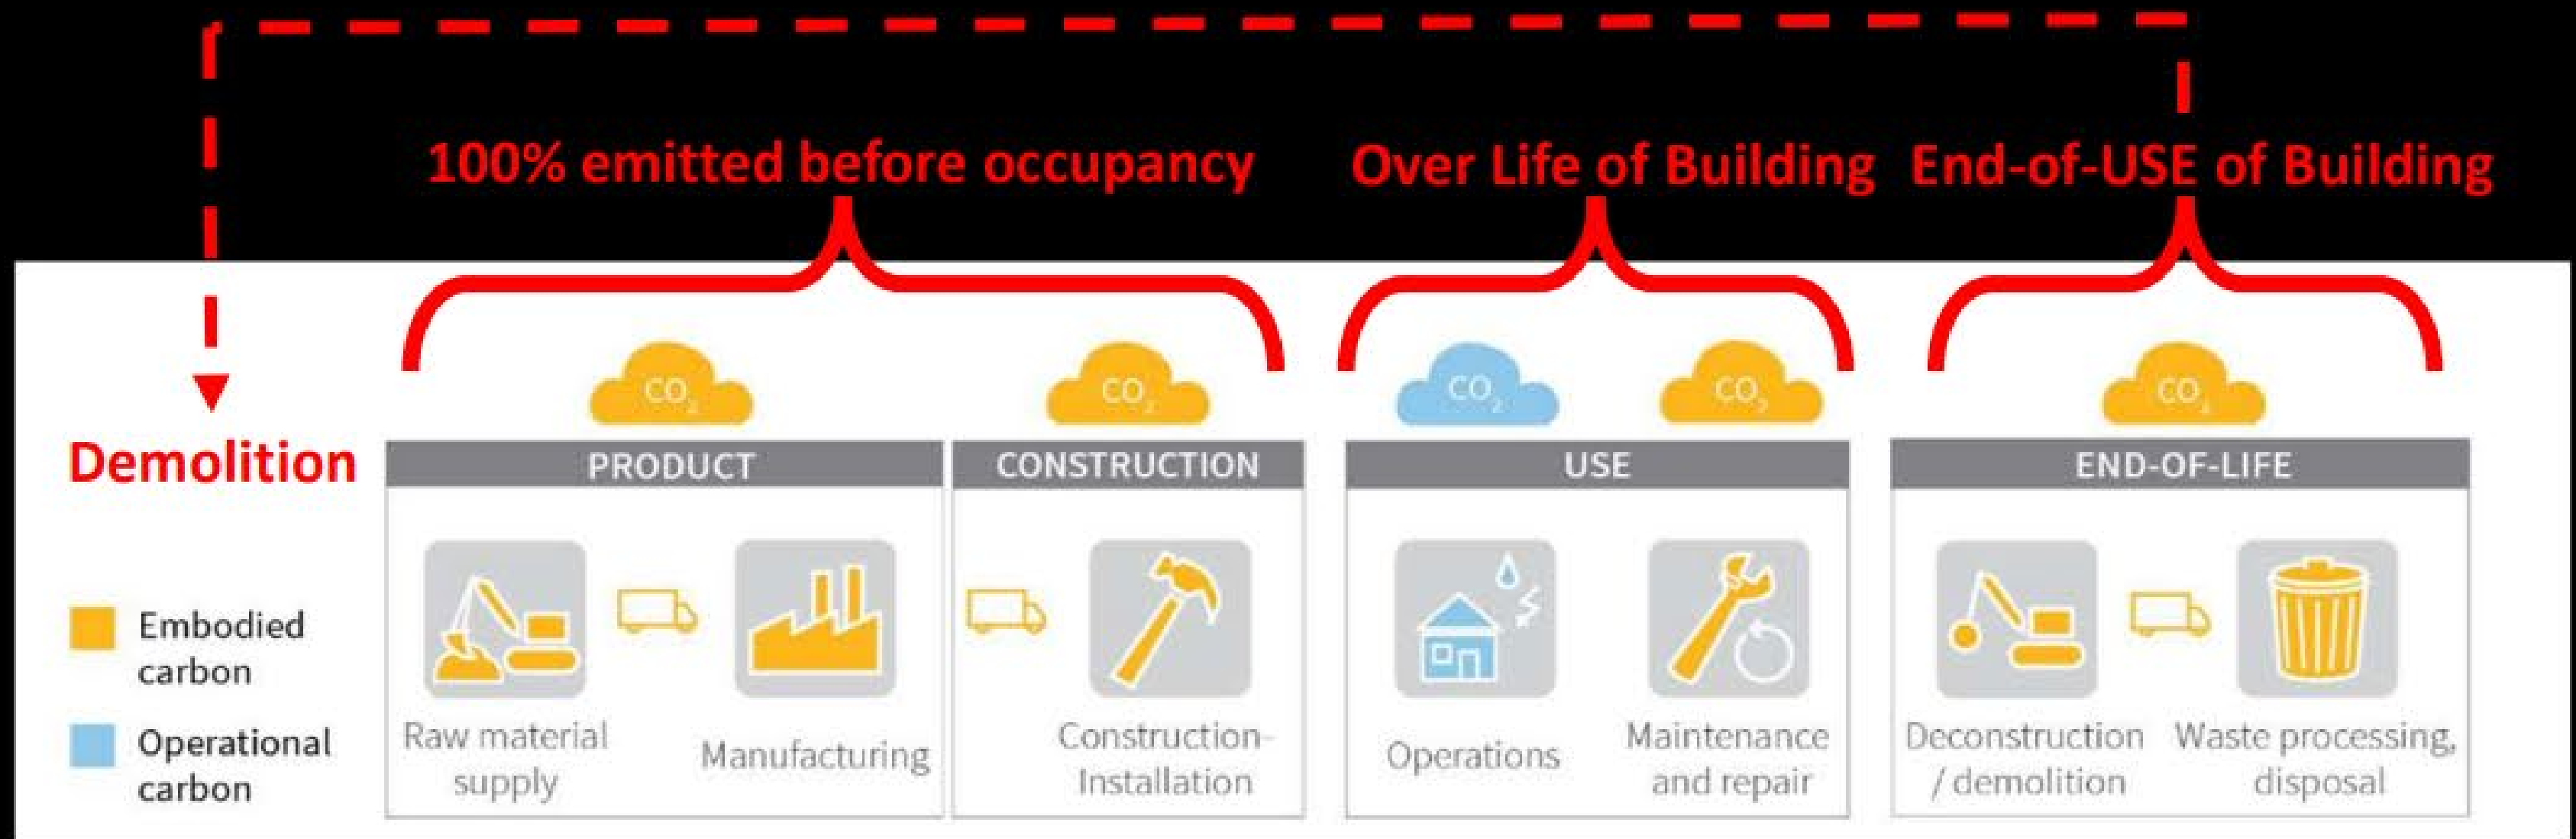 100% emitted before occupancy
Over Life of Building
End-of-USE of Building
CO2
CO2
CO2
CO2
CO2
Demolition
PRODUCT
CONSTRUCTION
USE
END-OF-LIFE
Embodied
carbon
Operational
carbon
Raw material
supply
Manufacturing
Construction-
Installation
Operations
Maintenance
and repair
Deconstruction
/ demolition
Waste processing,
disposal